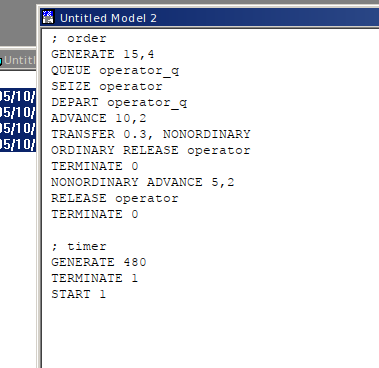 Untitled Model 2
; order
GENERATE 15,4
QUEUE operator_q
SEIZE operator
DEPART operator_q
ADVANCE 10,2
TRANSFER 0.3, NONORDINARY
ORDINARY RELEASE operator
TERMINATE 0
NONORDINARY ADVANCE 5,2
RELEASE operator
TERMINATE 0
; timer
GENERATE 480
TERMINATE 1
START 1
Untitl
05/10/
05/10/
05/10/
05/10/